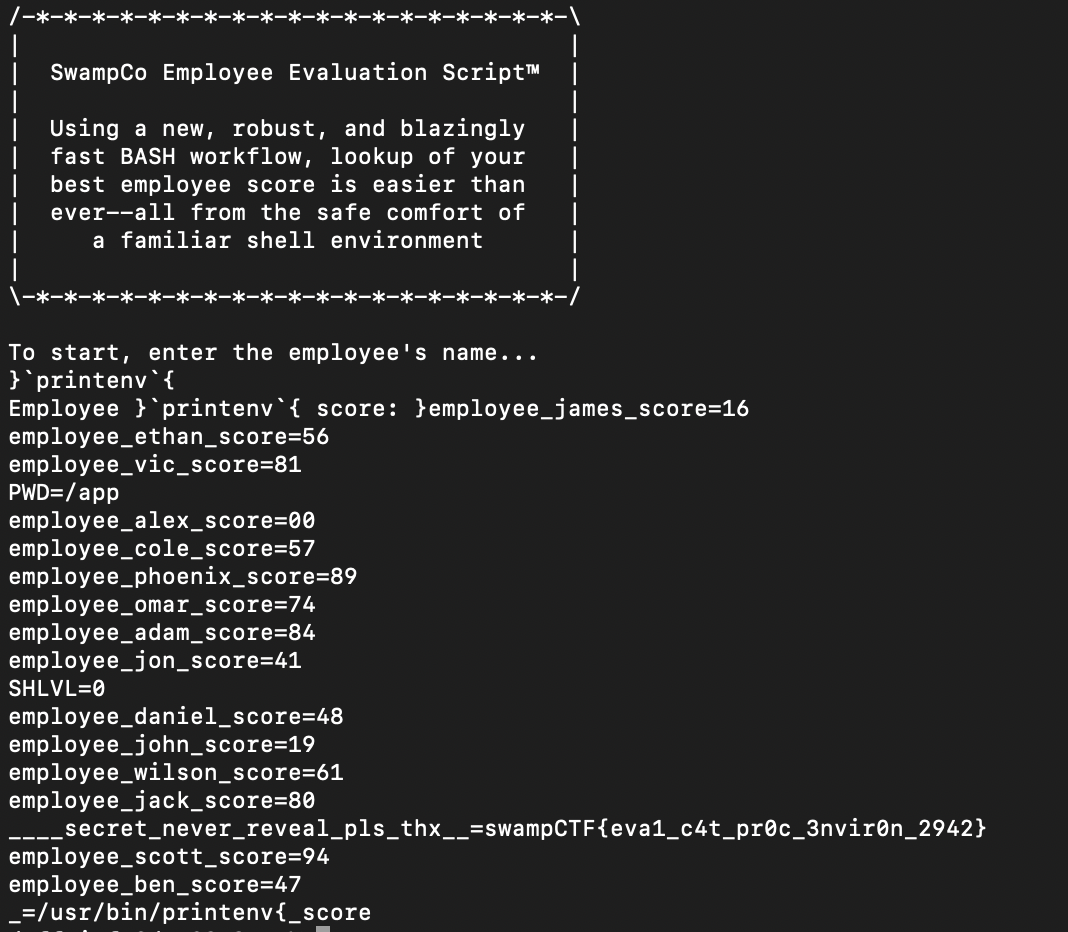 /-*-*-*-*-*-*-*-*-*-*-*-*-*-*-*-*-*-*-*-\
|                                       |
|  SwampCo Employee Evaluation Script™  |
|                                       |
|  Using a new, robust, and blazingly   |
|  fast BASH workflow, lookup of your   |
|  best employee score is easier than   |
|  ever--all from the safe comfort of   |
|     a familiar shell environment      |
|                                       |
\-*-*-*-*-*-*-*-*-*-*-*-*-*-*-*-*-*-*-*-/
To start, enter the employee's name...
}`printenv`{
Employee }`printenv`{ score: }employee_james_score=16
employee_ethan_score=56
employee_vic_score=81
PWD=/app
employee_alex_score=00
employee_cole_score=57
employee_phoenix_score=89
employee_omar_score=74
employee_adam_score=84
employee_jon_score=41
SHLVL=0
employee_daniel_score=48
employee_john_score=19
employee_wilson_score=61
employee_jack_score=80
____secret_never_reveal_pls_thx__=swampCTF{eva1_c4t_pr0c_3nvir0n_2942}
employee_scott_score=94
employee_ben_score=47
_=/usr/bin/printenv{_score